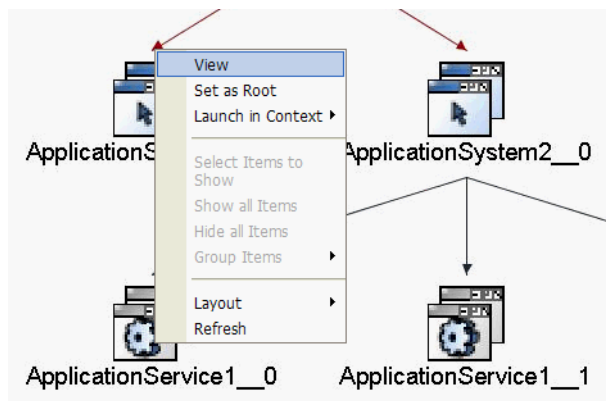 View
Set as Root
Launch in Context
ApplicationS
ApplicationSystem2__0
Select Items to
Show
Show all Items
Hide all Items
Group Items
Layout
Refresh
ApplicationService1__0
ApplicationService1__1